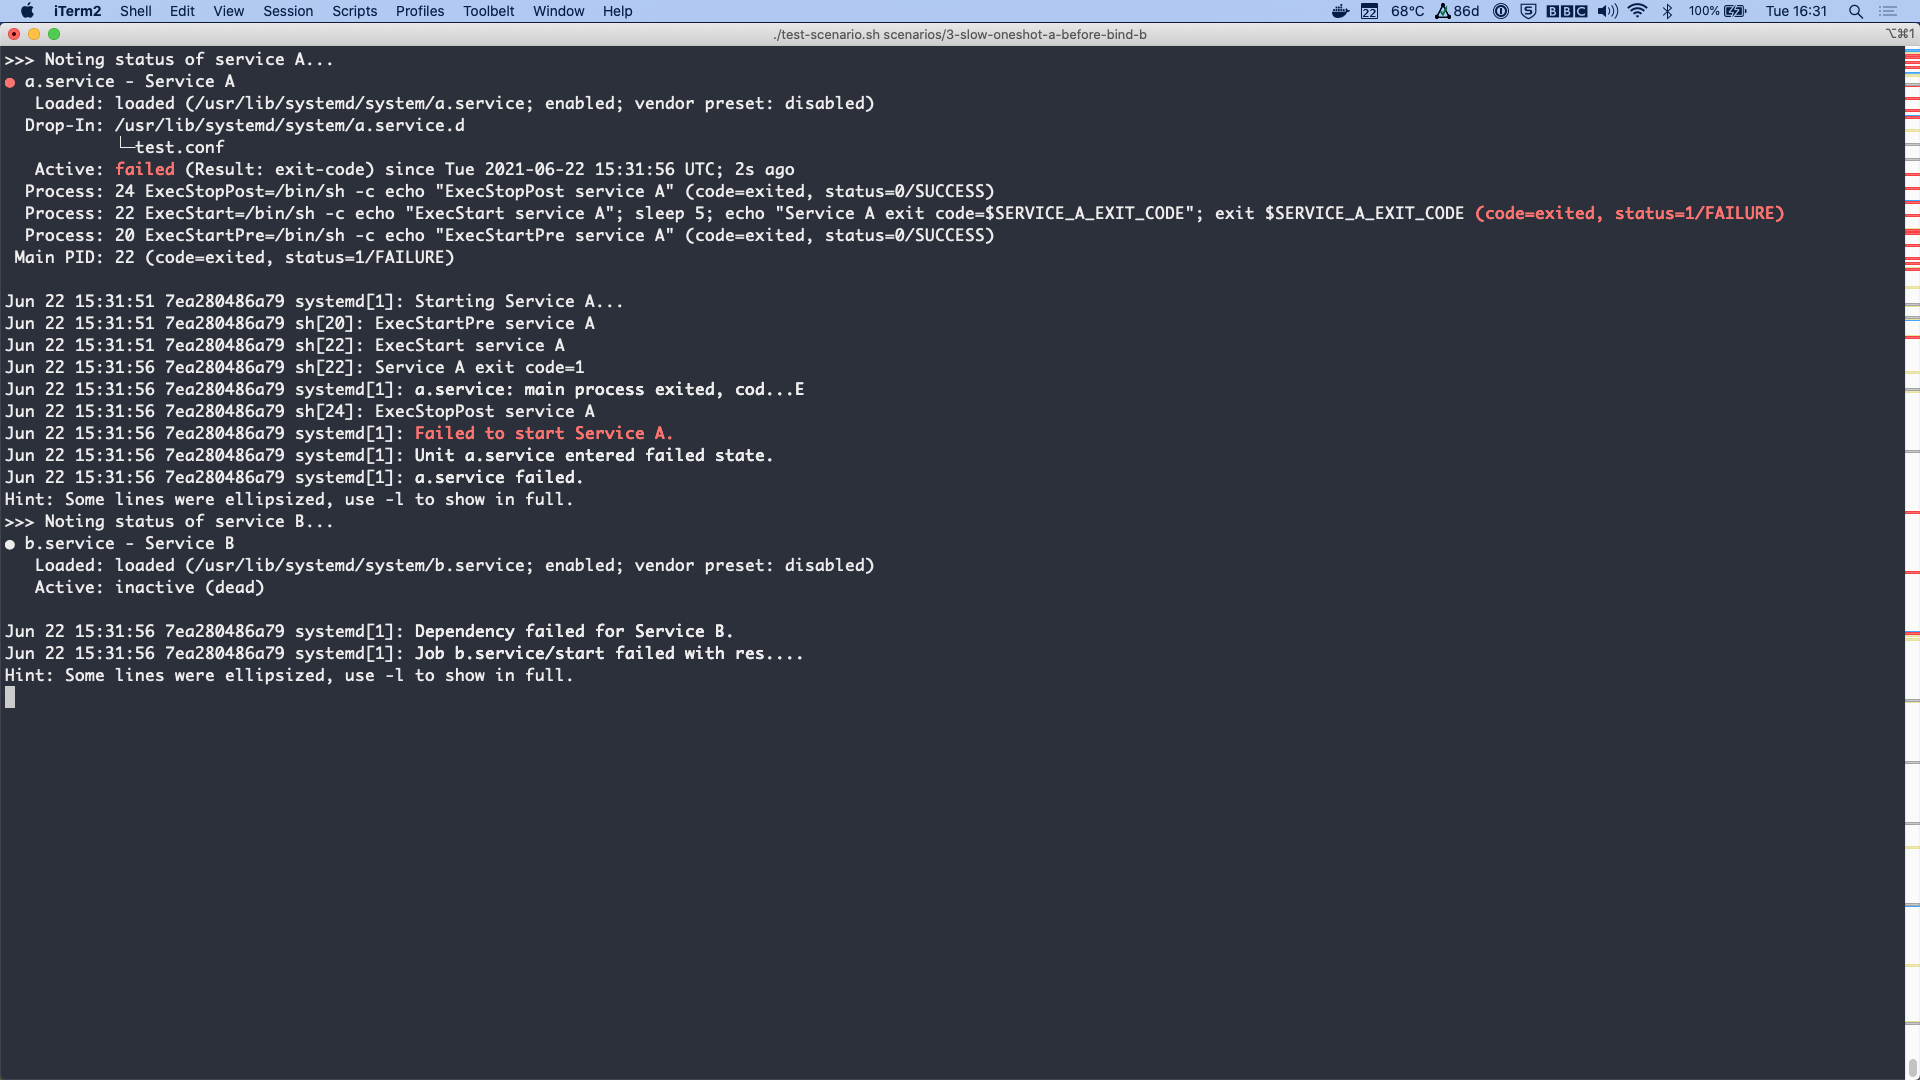 iTerm2 Shell Edit View Session Scripts Profiles Toolbelt Window Help 22 68°C 86d BBC 100% Tue 16:31
./test-scenario.sh scenarios/3-slow-oneshot-a-before-bind-b ⌥⌘1
>>> Noting status of service A...
● a.service - Service A
   Loaded: loaded (/usr/lib/systemd/system/a.service; enabled; vendor preset: disabled)
  Drop-In: /usr/lib/systemd/system/a.service.d
           └─test.conf
   Active: failed (Result: exit-code) since Tue 2021-06-22 15:31:56 UTC; 2s ago
  Process: 24 ExecStopPost=/bin/sh -c echo "ExecStopPost service A" (code=exited, status=0/SUCCESS)
  Process: 22 ExecStart=/bin/sh -c echo "ExecStart service A"; sleep 5; echo "Service A exit code=$SERVICE_A_EXIT_CODE"; exit $SERVICE_A_EXIT_CODE (code=exited, status=1/FAILURE)
  Process: 20 ExecStartPre=/bin/sh -c echo "ExecStartPre service A" (code=exited, status=0/SUCCESS)
 Main PID: 22 (code=exited, status=1/FAILURE)

Jun 22 15:31:51 7ea280486a79 systemd[1]: Starting Service A...
Jun 22 15:31:51 7ea280486a79 sh[20]: ExecStartPre service A
Jun 22 15:31:51 7ea280486a79 sh[22]: ExecStart service A
Jun 22 15:31:56 7ea280486a79 sh[22]: Service A exit code=1
Jun 22 15:31:56 7ea280486a79 systemd[1]: a.service: main process exited, cod...E
Jun 22 15:31:56 7ea280486a79 sh[24]: ExecStopPost service A
Jun 22 15:31:56 7ea280486a79 systemd[1]: Failed to start Service A.
Jun 22 15:31:56 7ea280486a79 systemd[1]: Unit a.service entered failed state.
Jun 22 15:31:56 7ea280486a79 systemd[1]: a.service failed.
Hint: Some lines were ellipsized, use -l to show in full.
>>> Noting status of service B...
● b.service - Service B
   Loaded: loaded (/usr/lib/systemd/system/b.service; enabled; vendor preset: disabled)
   Active: inactive (dead)

Jun 22 15:31:56 7ea280486a79 systemd[1]: Dependency failed for Service B.
Jun 22 15:31:56 7ea280486a79 systemd[1]: Job b.service/start failed with res....
Hint: Some lines were ellipsized, use -l to show in full.